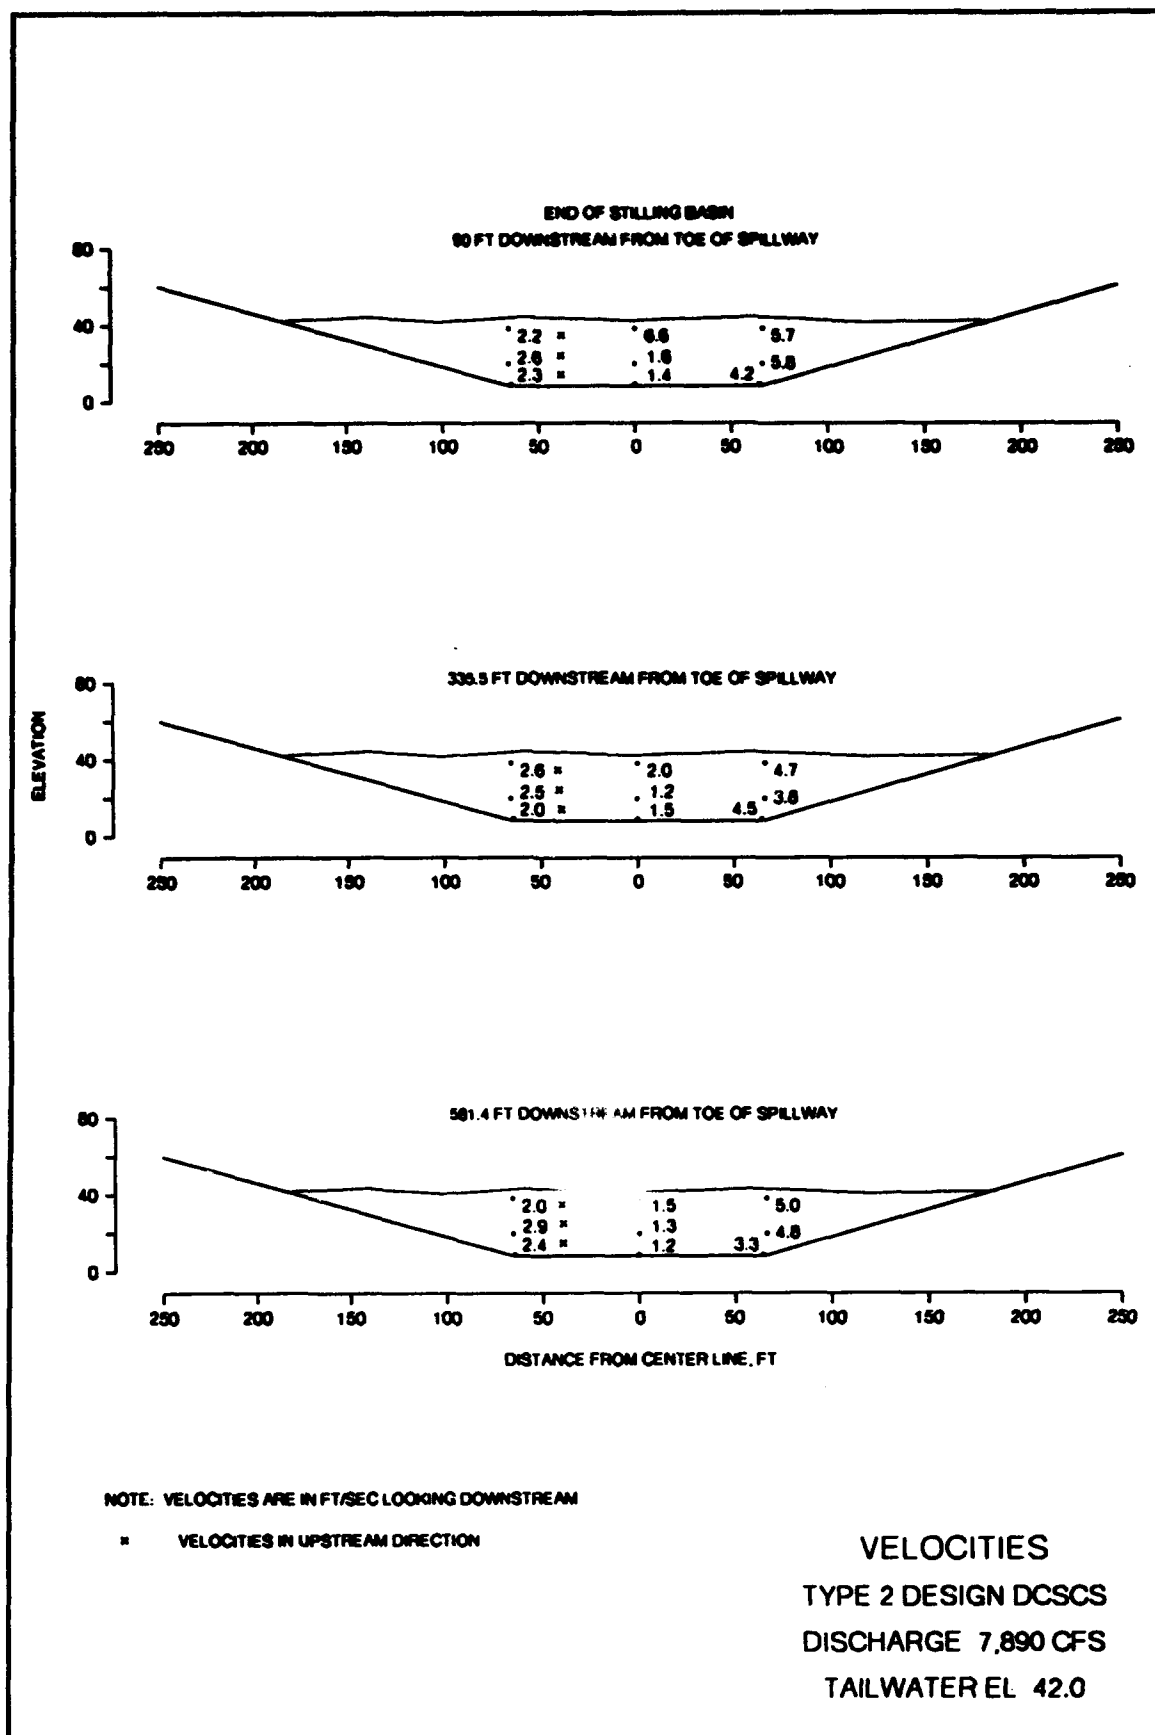 END OF STILLING BASIN
90 FT DOWNSTREAM FROM TOE OF SPILLWAY
80
40
0
2.2 * 6.6 5.7
2.6 * 1.6 5.8
2.3 * 1.4 4.2
250 200 150 100 50 0 50 100 150 200 250
335.5 FT DOWNSTREAM FROM TOE OF SPILLWAY
ELEVATION
80
40
0
2.6 * 2.0 4.7
2.5 * 1.2 3.8
2.0 * 1.5 4.5
250 200 150 100 50 0 50 100 150 200 250
581.4 FT DOWNSTREAM FROM TOE OF SPILLWAY
80
40
0
2.0 * 1.5 5.0
2.9 * 1.3 4.8
2.4 * 1.2 3.3
250 200 150 100 50 0 50 100 150 200 250
DISTANCE FROM CENTER LINE, FT
NOTE: VELOCITIES ARE IN FT/SEC LOOKING DOWNSTREAM
* VELOCITIES IN UPSTREAM DIRECTION
VELOCITIES
TYPE 2 DESIGN DCSCS
DISCHARGE 7,890 CFS
TAILWATER EL 42.0